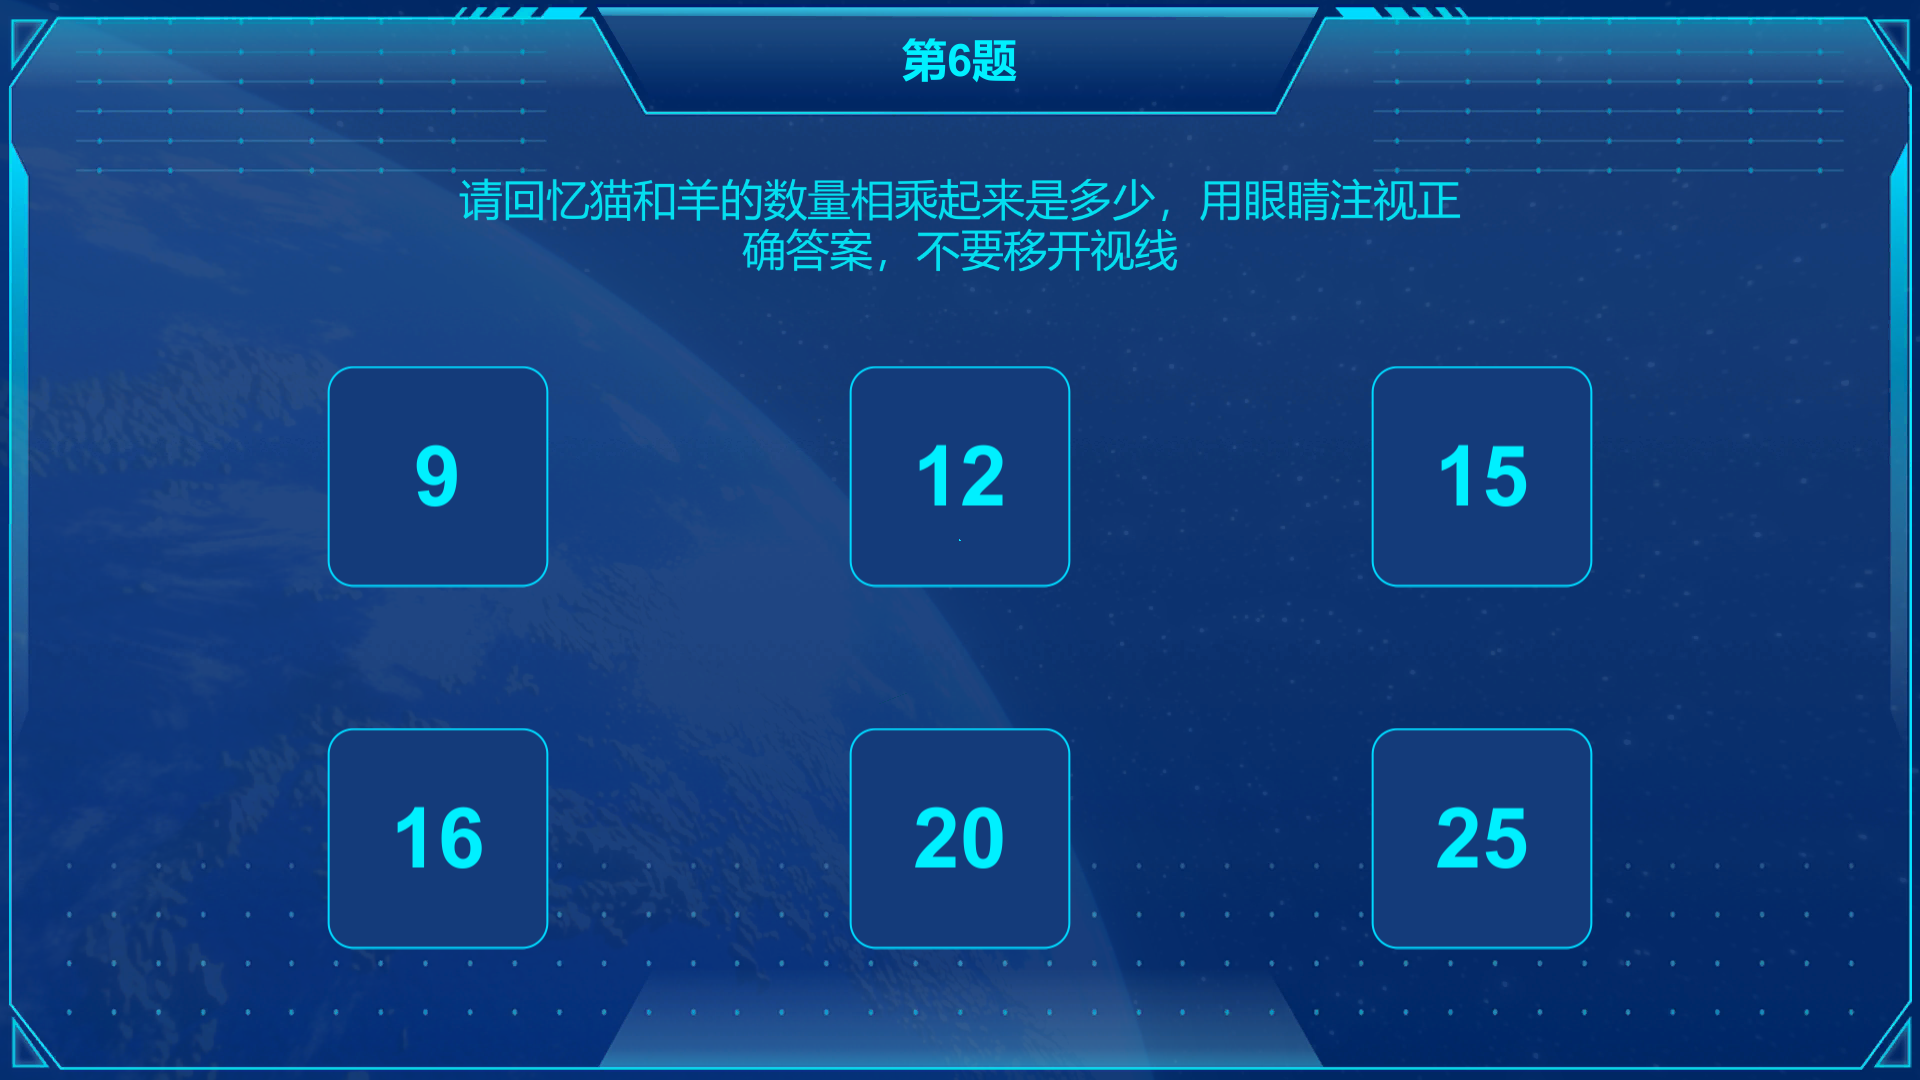 第6题
请回忆猫和羊的数量相乘起来是多少，用眼睛注视正
确答案，不要移开视线
9 12 15
16 20 25